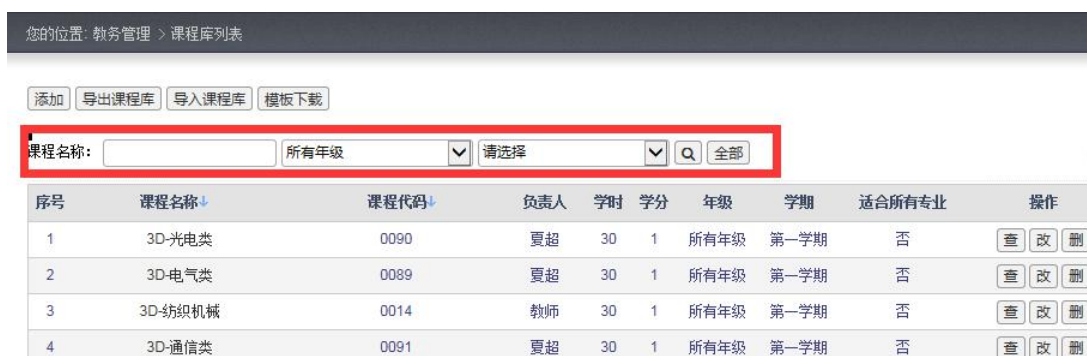 您的位置: 教务管理 > 课程库列表
添加 导出课程库 导入课程库 模板下载
课程名称: 所有年级 请选择 全部
序号 课程名称↓ 课程代码↓ 负责人 学时 学分 年级 学期 适合所有专业 操作
1 3D-光电类 0090 夏超 30 1 所有年级 第一学期 否 查 改 删
2 3D-电气类 0089 夏超 30 1 所有年级 第一学期 否 查 改 删
3 3D-纺织机械 0014 教师 30 1 所有年级 第一学期 否 查 改 删
4 3D-通信类 0091 夏超 30 1 所有年级 第一学期 否 查 改 删